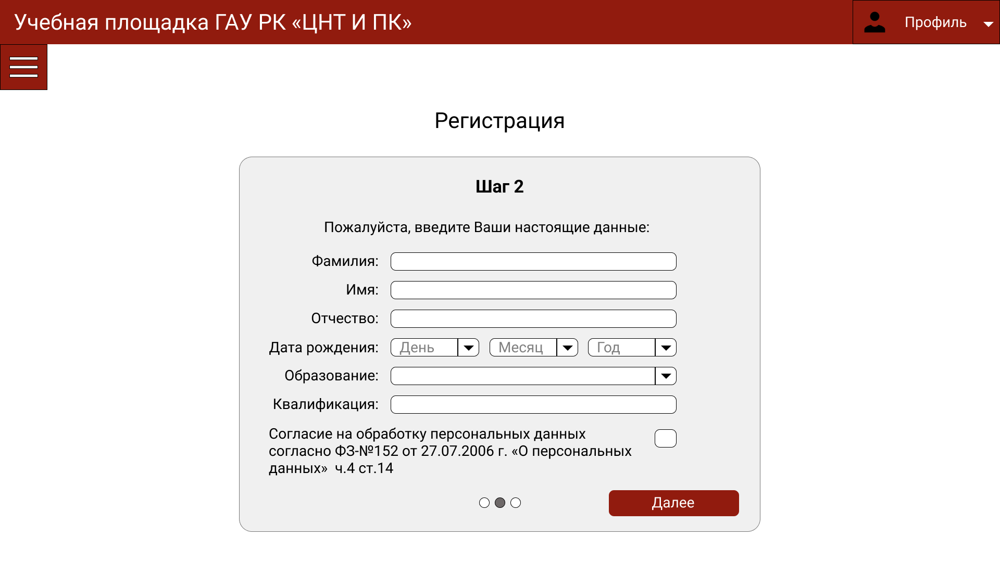 Учебная площадка ГАУ РК «ЦНТ И ПК»
Профиль
Регистрация
Шаг 2
Пожалуйста, введите Ваши настоящие данные:
Фамилия:
Имя:
Отчество:
Дата рождения: День Месяц Год
Образование:
Квалификация:
Согласие на обработку персональных данных
согласно ФЗ-№152 от 27.07.2006 г. «О персональных
данных»  ч.4 ст.14
Далее